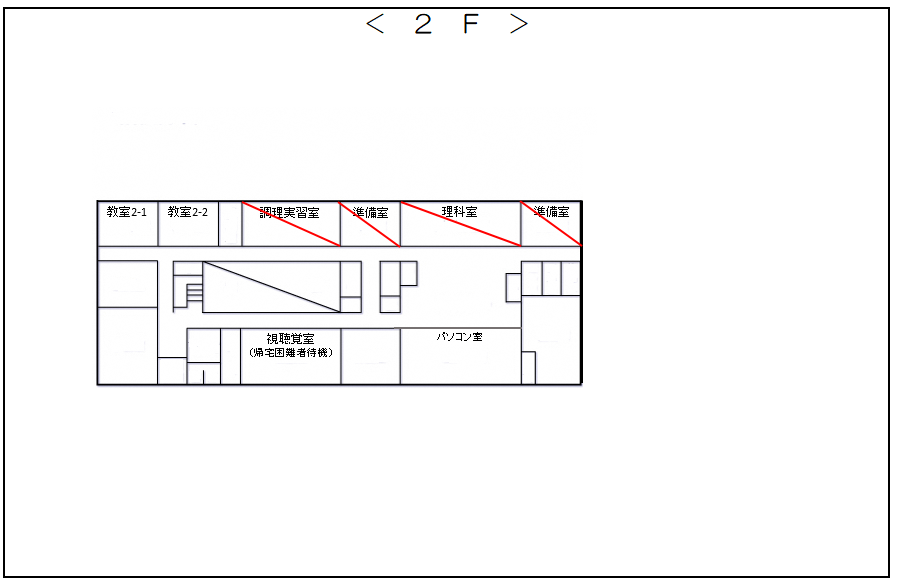 ＜　２　Ｆ　＞
教室2-1
教室2-2
調理実習室
準備室
理科室
準備室
視聴覚室
（帰宅困難者待機）
パソコン室